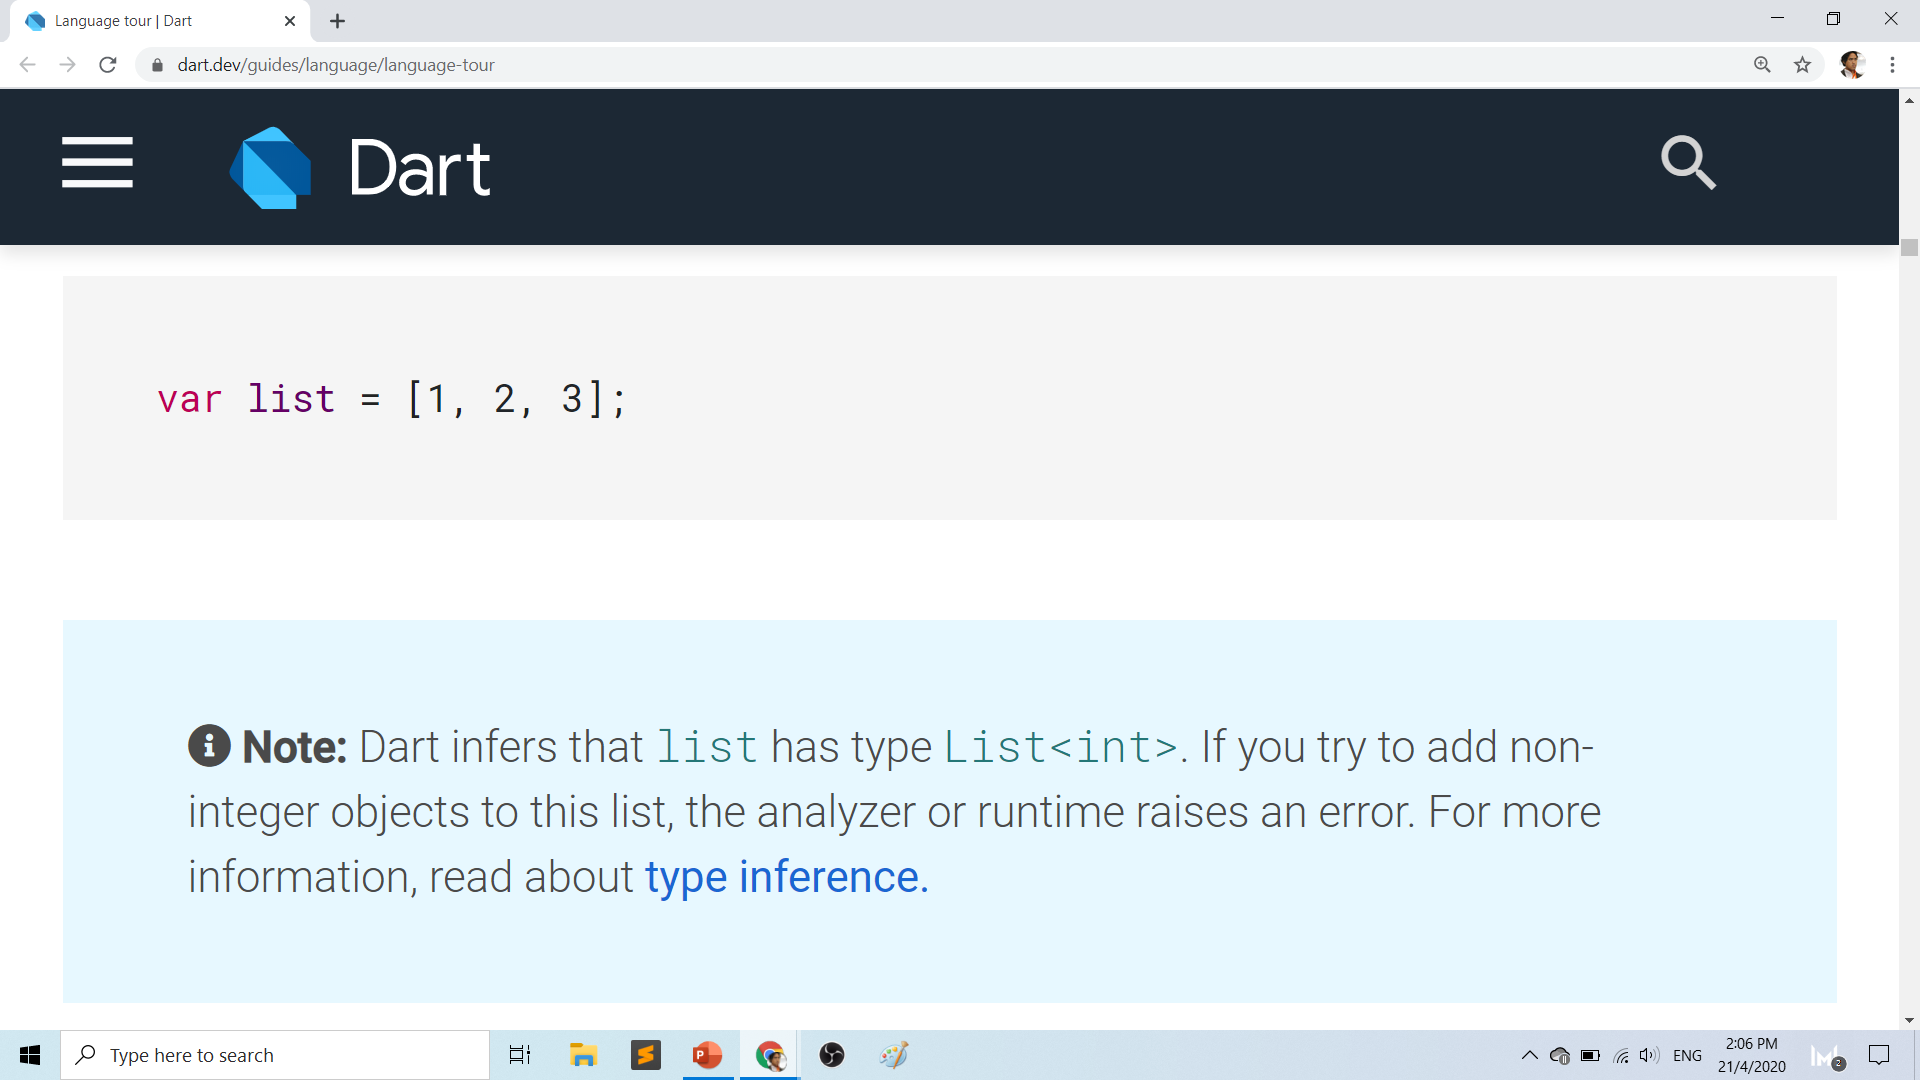 Language tour | Dart
dart.dev/guides/language/language-tour
Dart
var list = [1, 2, 3];
Note: Dart infers that list has type List<int>. If you try to add non-
integer objects to this list, the analyzer or runtime raises an error. For more
information, read about type inference.
Type here to search
ENG
2:06 PM
21/4/2020
2